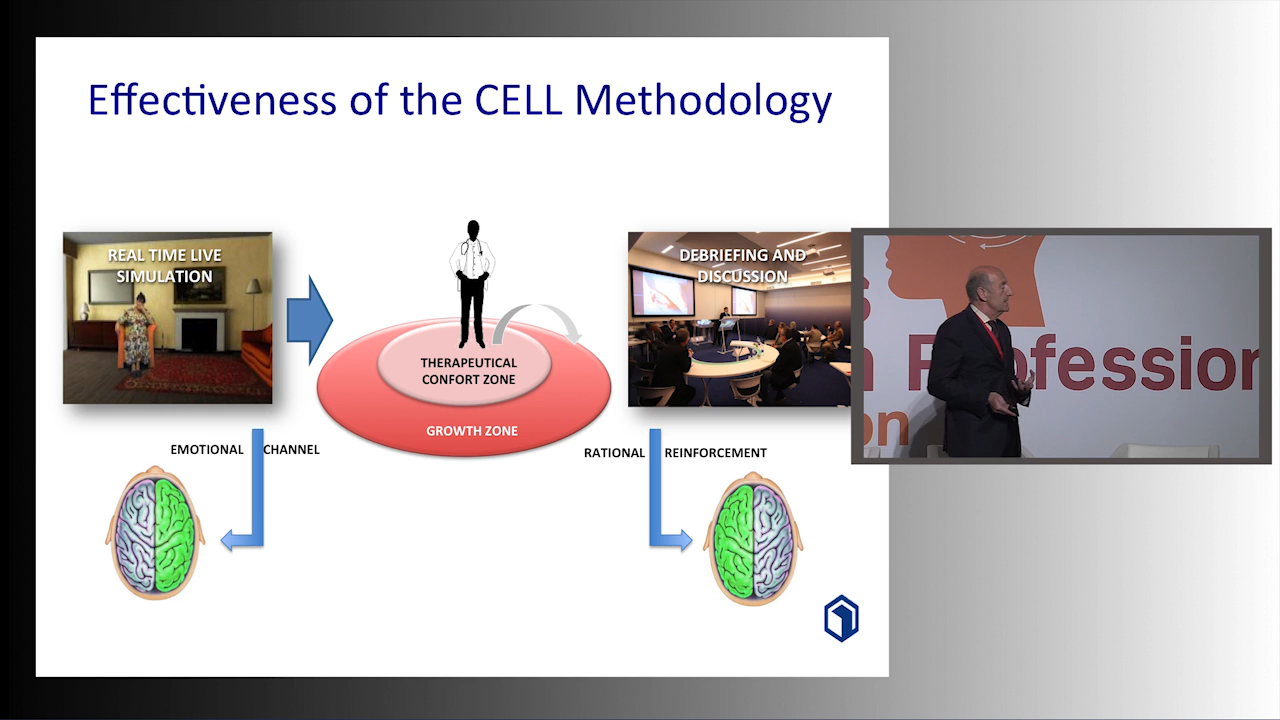 Effectiveness of the CELL Methodology
REAL TIME LIVE
SIMULATION
THERAPEUTICAL
CONFORT ZONE
GROWTH ZONE
DEBRIEFING AND
DISCUSSION
EMOTIONAL CHANNEL
RATIONAL REINFORCEMENT
Profession
on